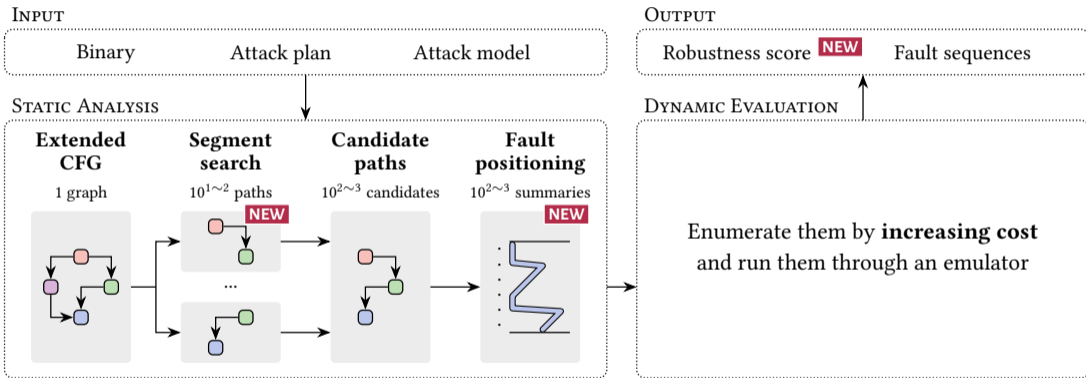 INPUT
Binary
Attack plan
Attack model
STATIC ANALYSIS
Extended
CFG
1 graph
Segment
search
10^1~2 paths
NEW
...
Candidate
paths
10^2~3 candidates
Fault
positioning
10^2~3 summaries
NEW
OUTPUT
Robustness score NEW
Fault sequences
DYNAMIC EVALUATION
Enumerate them by increasing cost
and run them through an emulator